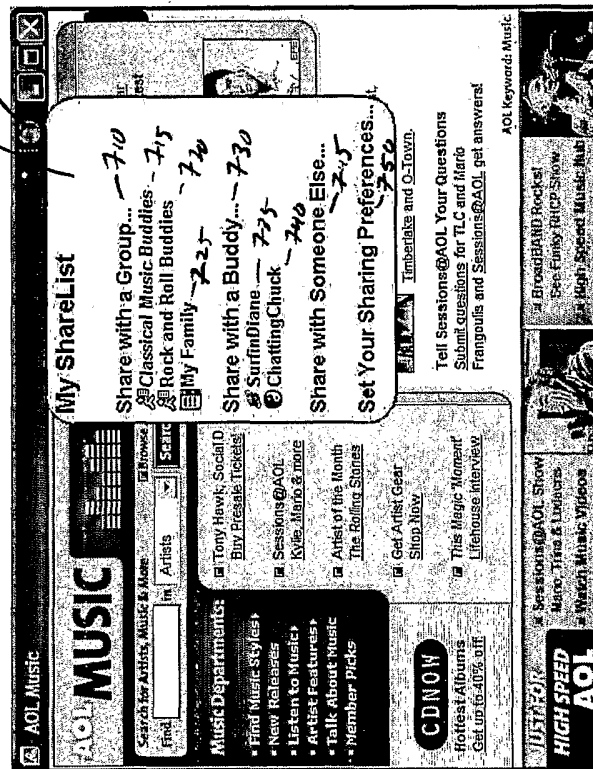 AOL Music
AOL MUSIC
Search for Artists, Music & More
Find
in
Artists
Search
Browse
My ShareList
Share with a Group... — 710
Classical Music Buddies — 715
Rock and Roll Buddies — 720
My Family — 725
Share with a Buddy... — 730
SurfinDiane — 735
ChattingChuck — 740
Share with Someone Else... — 745
Set Your Sharing Preferences... 750
Music Departments:
Find Music Styles
New Releases
Listen to Music
Artist Features
Talk About Music
Member Picks
Tony Hawk, Social D
Buy Presale Tickets!
Sessions@AOL
Kylie, Mario & more
Artist of the Month
The Rolling Stones
Get Artist Gear
Shop Now
This Magic 'Moment'
Lifehouse Interview
Timberlake and O-Town.
Tell Sessions@AOL Your Questions
Submit questions for TLC and Mario
Frangoulis and Sessions@AOL get answers!
AOL Keyword: Music
CDNOW
Hottest Albums
Get up to 40% off!
JUST FOR
HIGH SPEED
AOL
Sessions@AOL Show
Watch Music Videos
BroadBAND Rocks!
See Funky RHCP Show
High Speed Music Hub